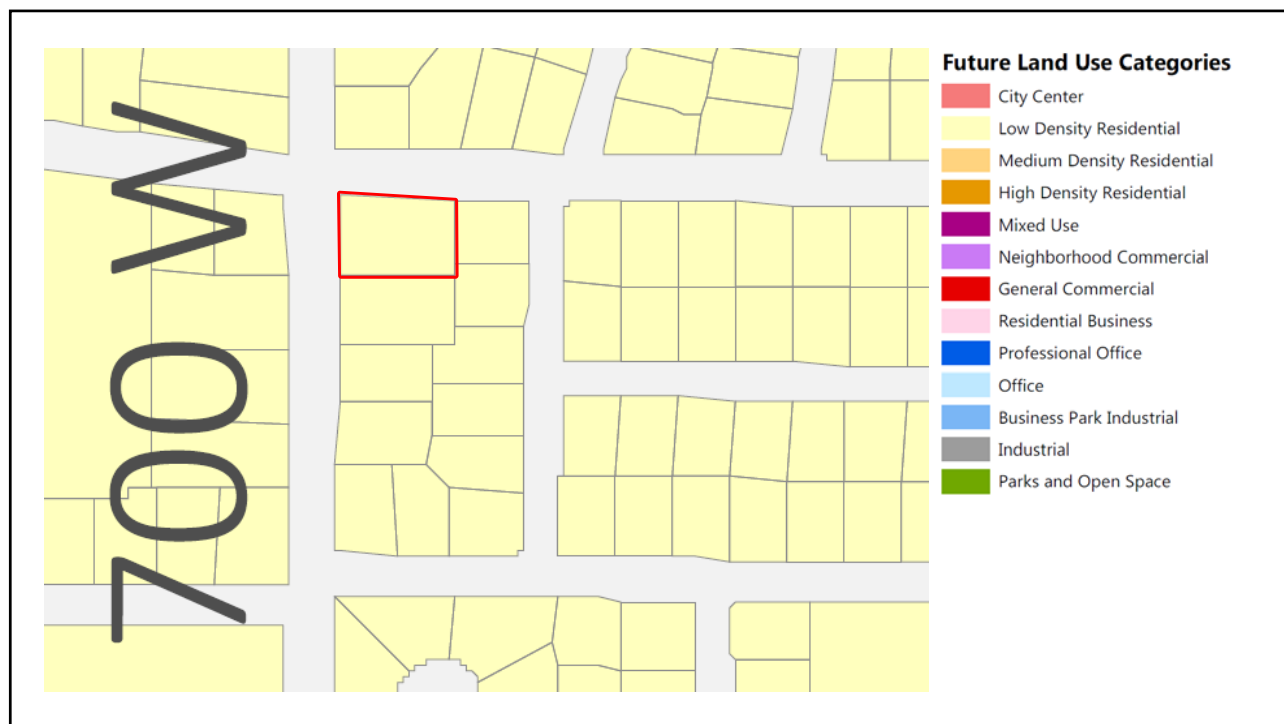 700 W
Future Land Use Categories
City Center
Low Density Residential
Medium Density Residential
High Density Residential
Mixed Use
Neighborhood Commercial
General Commercial
Residential Business
Professional Office
Office
Business Park Industrial
Industrial
Parks and Open Space